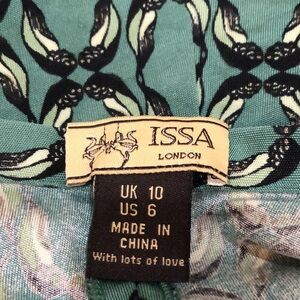 ISSA
LONDON
UK 10
US 6
MADE IN
CHINA
With lots of love